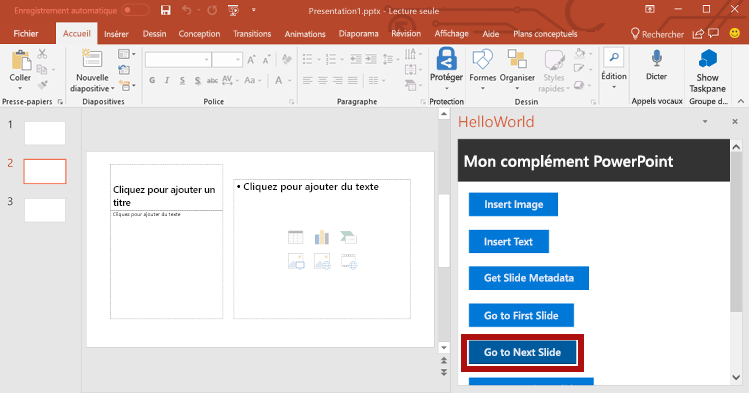 Enregistrement automatique
Presentation1.pptx - Lecture seule
Fichier Accueil Insérer Dessin Conception Transitions Animations Diaporama Révision Affichage Aide Plans conceptuels Rechercher
Coller
Nouvelle
diapositive
G I S S abc AV Aa A
Protéger
Formes
Organiser
Styles
rapides
Édition
Dicter
Show
Taskpane
Presse-papiers Diapositives Police Paragraphe Protection Dessin Appels vocaux Groupe d...
1
2
3
Cliquez pour ajouter un
titre
Cliquez pour ajouter du texte
• Cliquez pour ajouter du texte
HelloWorld
Mon complément PowerPoint
Insert Image
Insert Text
Get Slide Metadata
Go to First Slide
Go to Next Slide